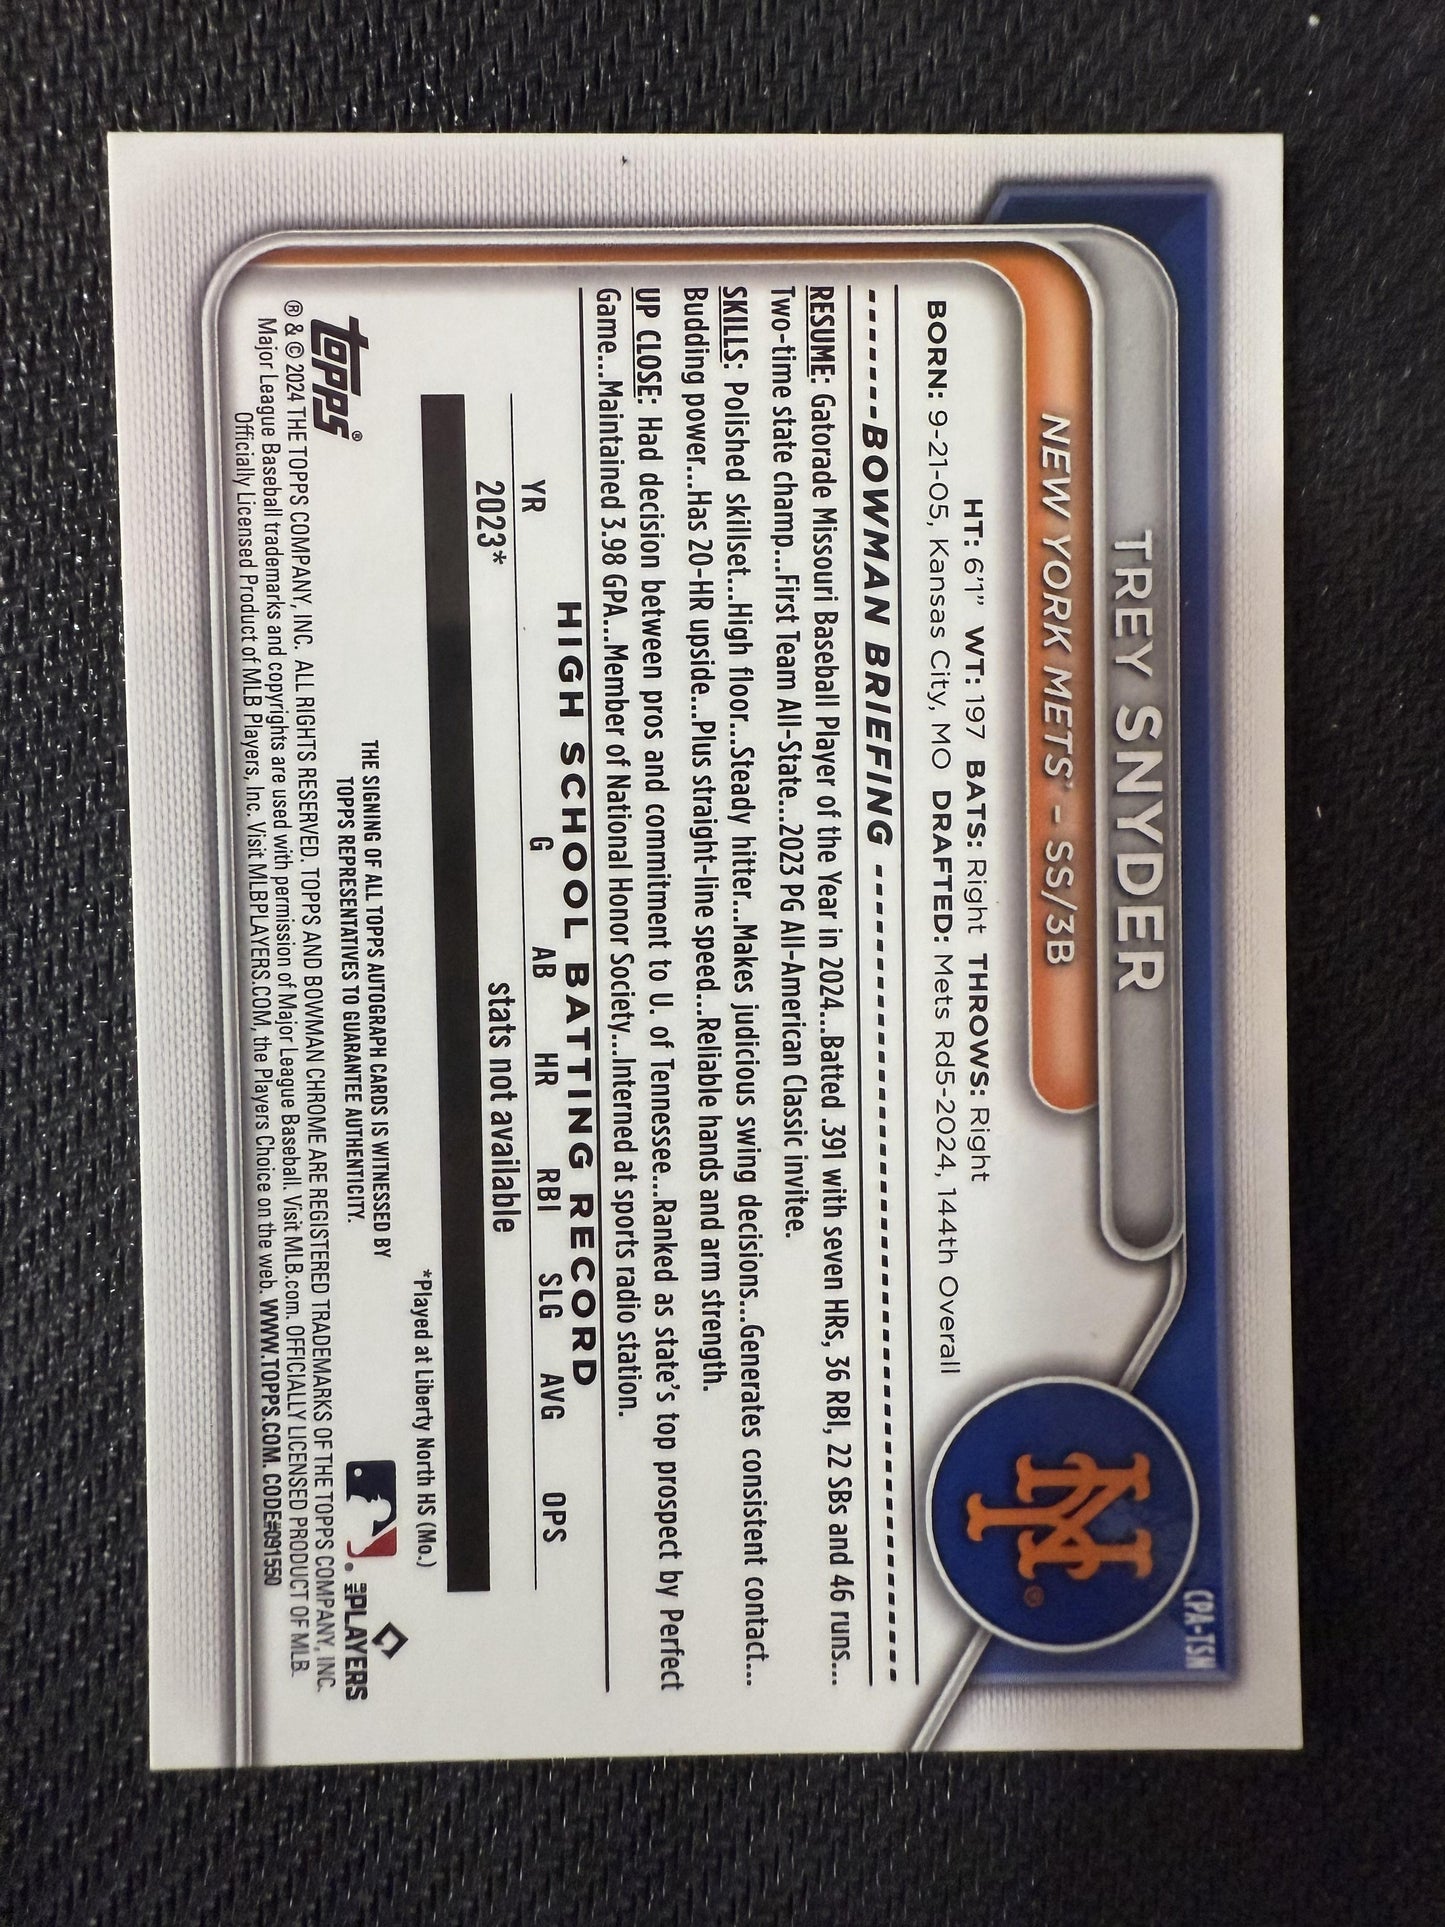 CPA-TSN
TREY SNYDER
NEW YORK METS® - SS/3B
NY
HT: 6'1" WT: 197 BATS: Right THROWS: Right
BORN: 9-21-05, Kansas City, MO DRAFTED: Mets Rd5-2024, 144th Overall
BOWMAN BRIEFING
RESUME: Gatorade Missouri Baseball Player of the Year in 2024...Batted .391 with seven HRs, 36 RBI, 22 SBs and 46 runs...
Two-time state champ...First Team All-State...2023 PG All-American Classic invitee.
SKILLS: Polished skillset...High floor...Steady hitter...Makes judicious swing decisions...Generates consistent contact...
Budding power...Has 20-HR upside...Plus straight-line speed...Reliable hands and arm strength.
UP CLOSE: Had decision between pros and commitment to U. of Tennessee...Ranked as state's top prospect by Perfect
Game...Maintained 3.98 GPA...Member of National Honor Society...Interned at sports radio station.
HIGH SCHOOL BATTING RECORD
YR G AB HR RBI SLG AVG OPS
2023* stats not available
*Played at Liberty North HS (Mo.)
topps®
THE SIGNING OF ALL TOPPS AUTOGRAPH CARDS IS WITNESSED BY
TOPPS REPRESENTATIVES TO GUARANTEE AUTHENTICITY.
MLB PLAYERS
® & © 2024 THE TOPPS COMPANY, INC. ALL RIGHTS RESERVED. TOPPS AND BOWMAN CHROME ARE REGISTERED TRADEMARKS OF THE TOPPS COMPANY, INC.
Major League Baseball trademarks and copyrights are used with permission of Major League Baseball. Visit MLB.com. OFFICIALLY LICENSED PRODUCT OF MLB.
Officially Licensed Product of MLB Players, Inc. Visit MLBPLAYERS.COM, the Players Choice on the web. WWW.TOPPS.COM. CODE#091550